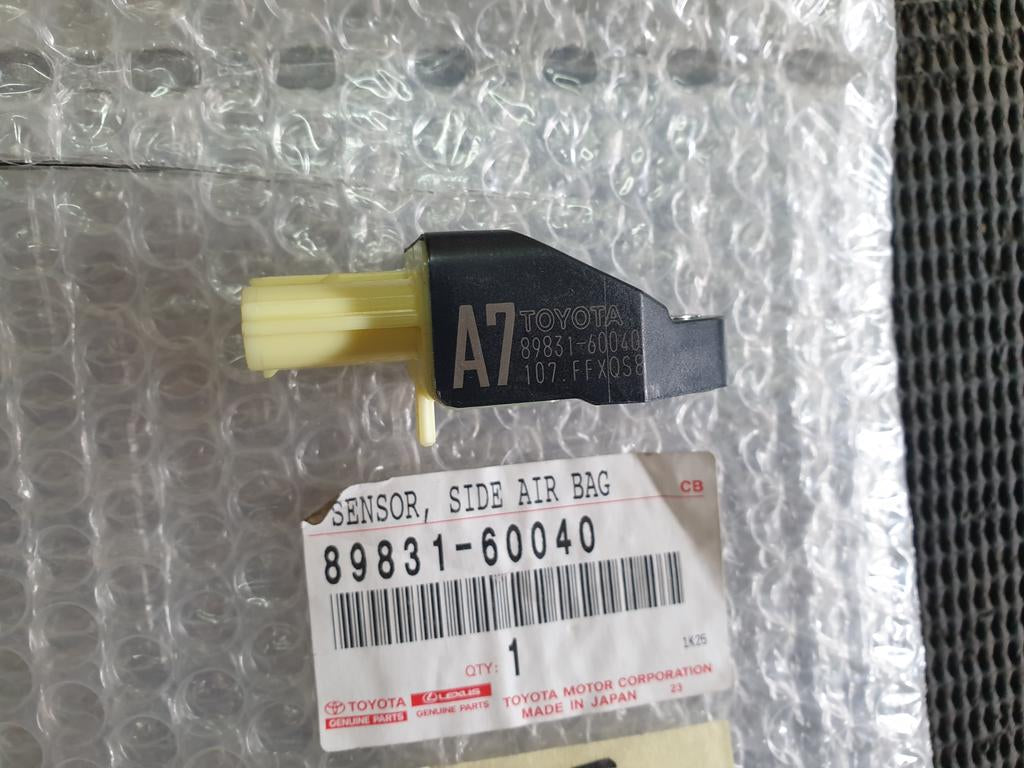 A7
TOYOTA
89831-60040
107.FFXQS8
SENSOR, SIDE AIR BAG
CB
89831-60040
QTY: 1
1K26
TOYOTA
GENUINE PARTS
LEXUS
GENUINE PARTS
TOYOTA MOTOR CORPORATION
MADE IN JAPAN
23